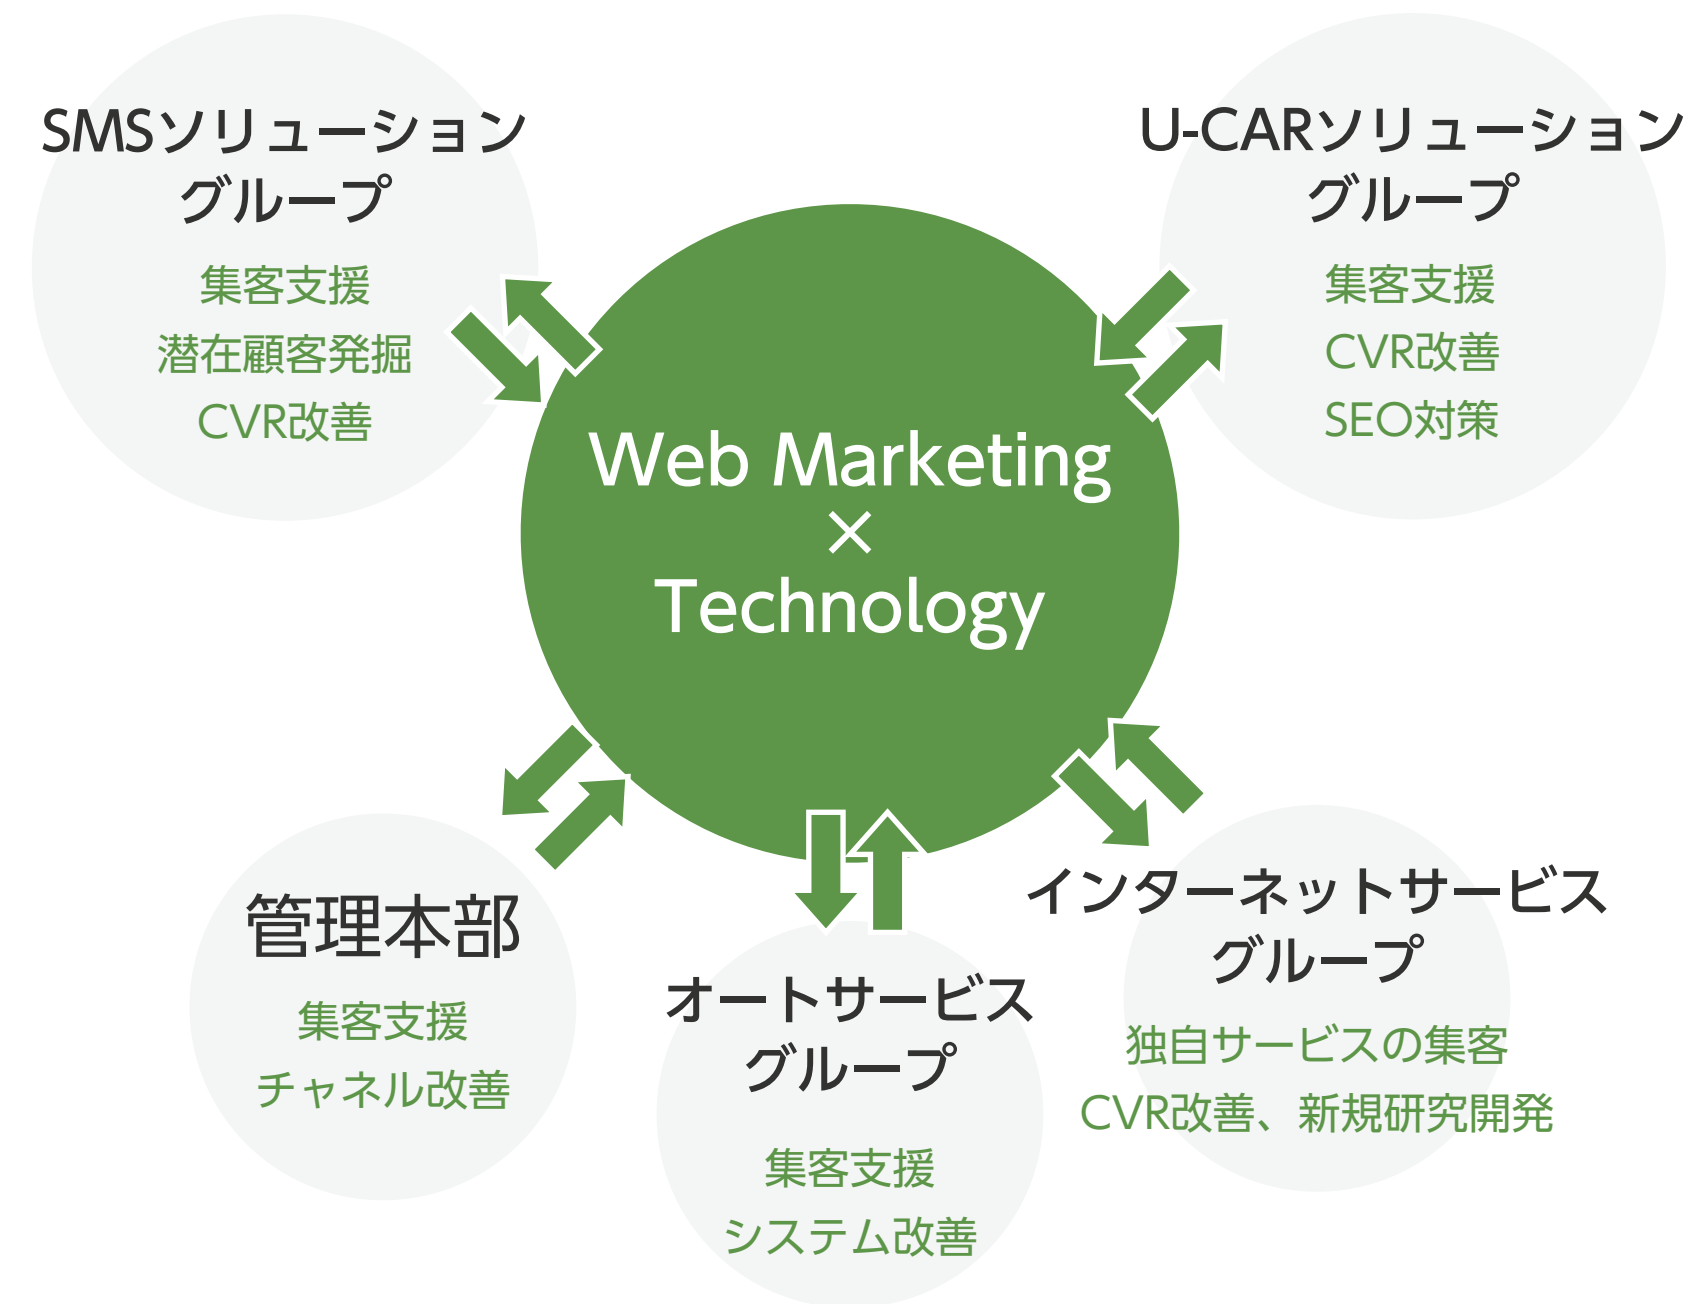 SMSソリューション
グループ
集客支援
潜在顧客発掘
CVR改善
U-CARソリューション
グループ
集客支援
CVR改善
SEO対策
Web Marketing
×
Technology
管理本部
集客支援
チャネル改善
オートサービス
グループ
集客支援
システム改善
インターネットサービス
グループ
独自サービスの集客
CVR改善、新規研究開発